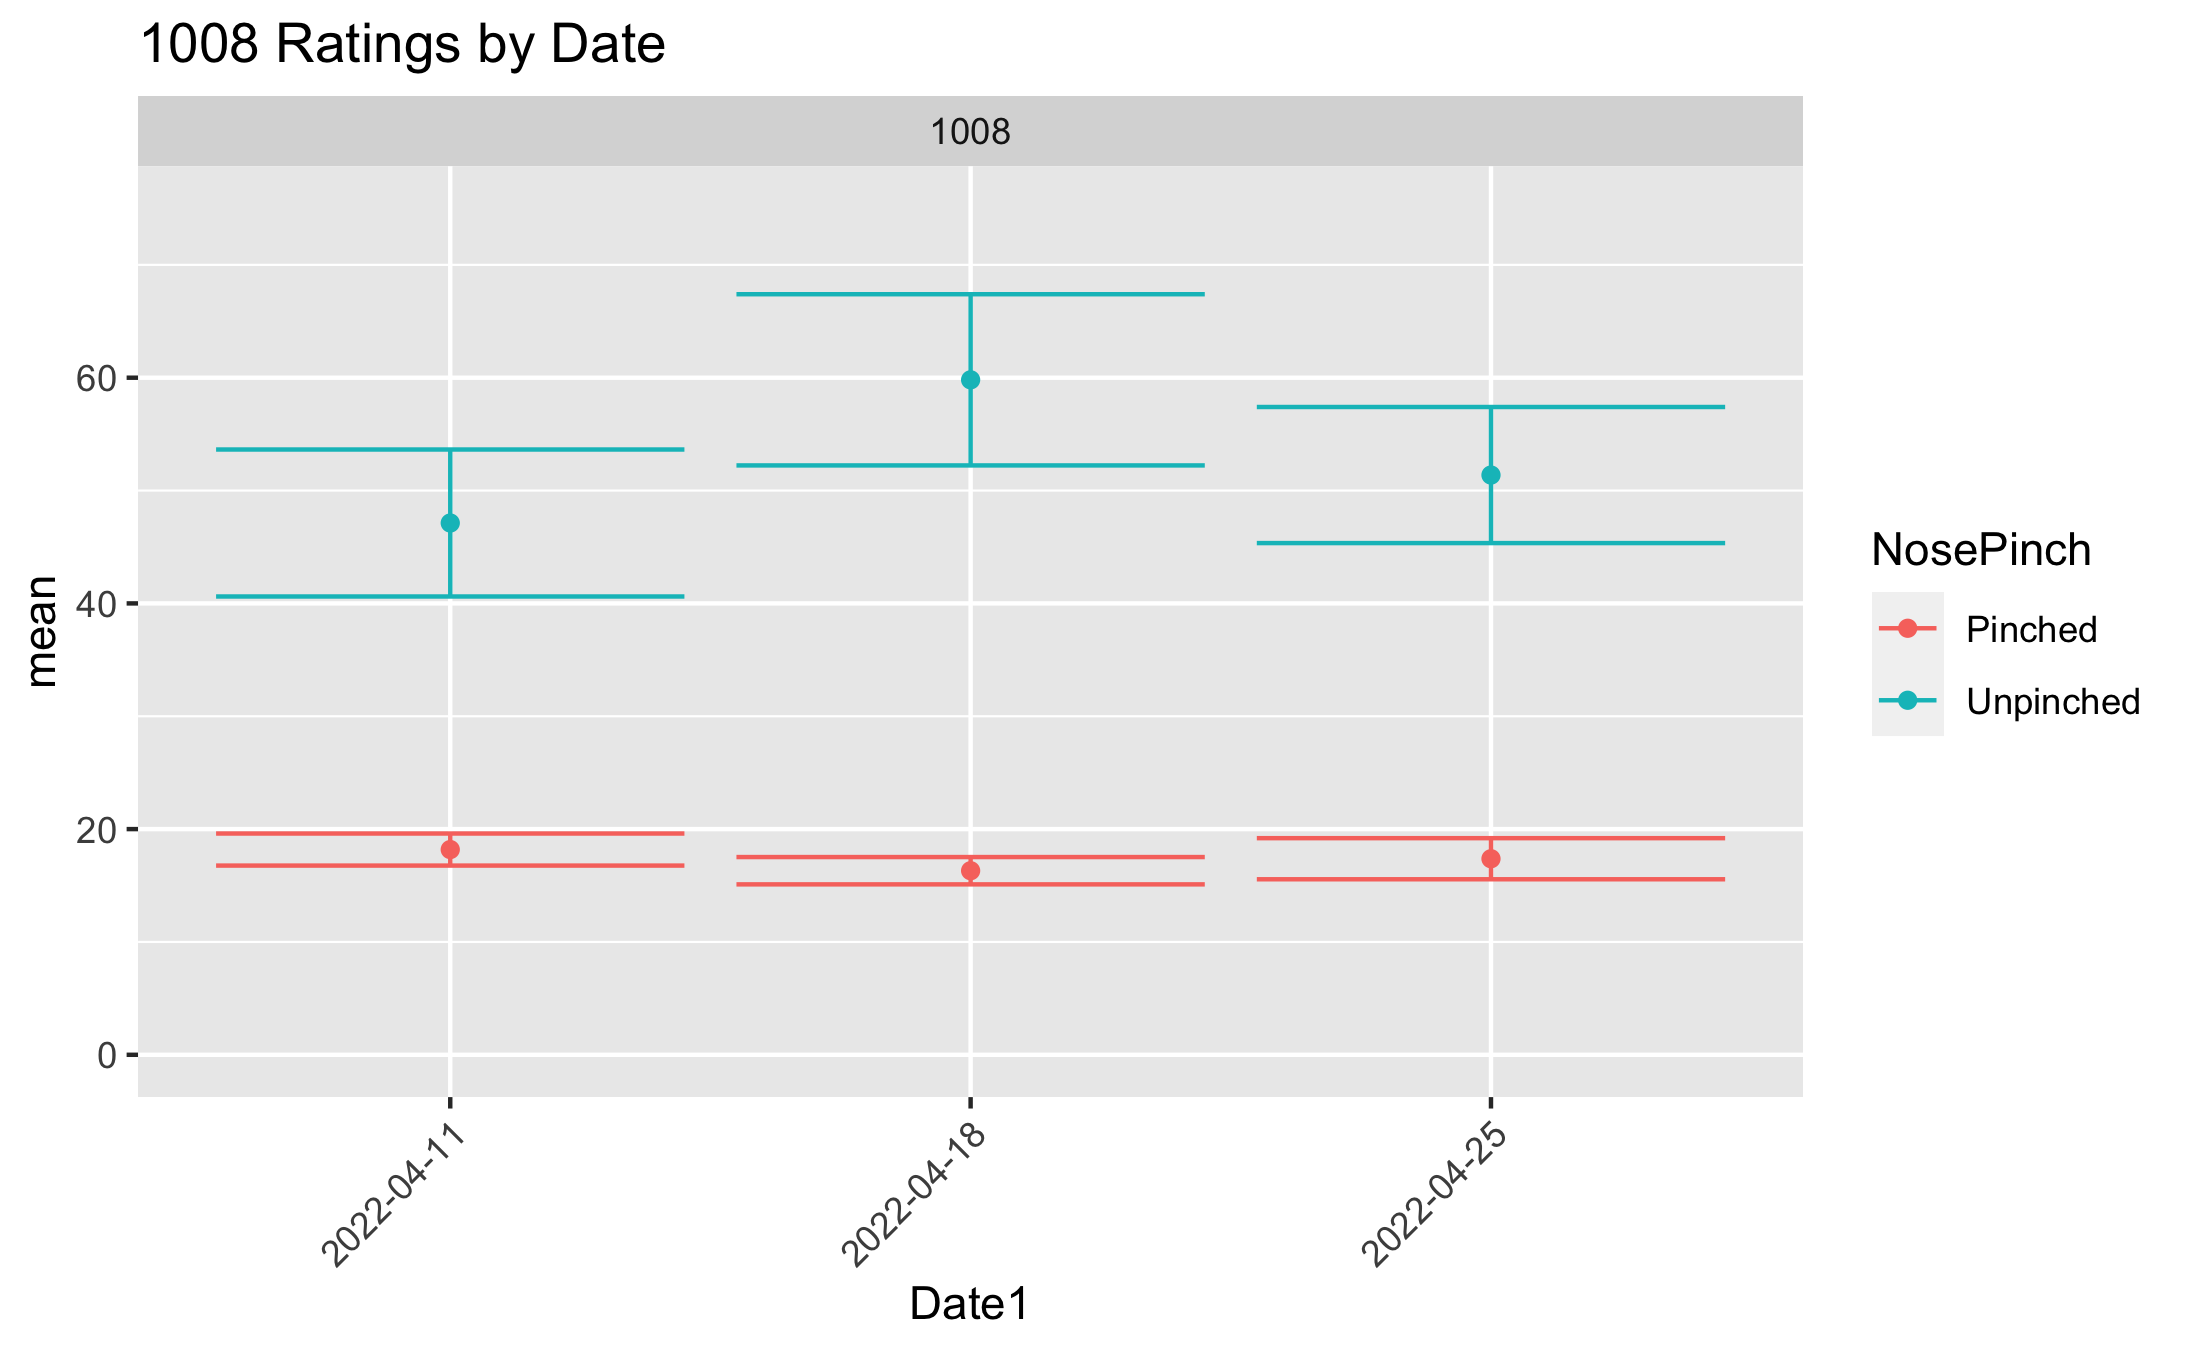 1008 Ratings by Date
1008
60
40
20
0
mean
2022-04-11
2022-04-18
2022-04-25
Date1
NosePinch
Pinched
Unpinched